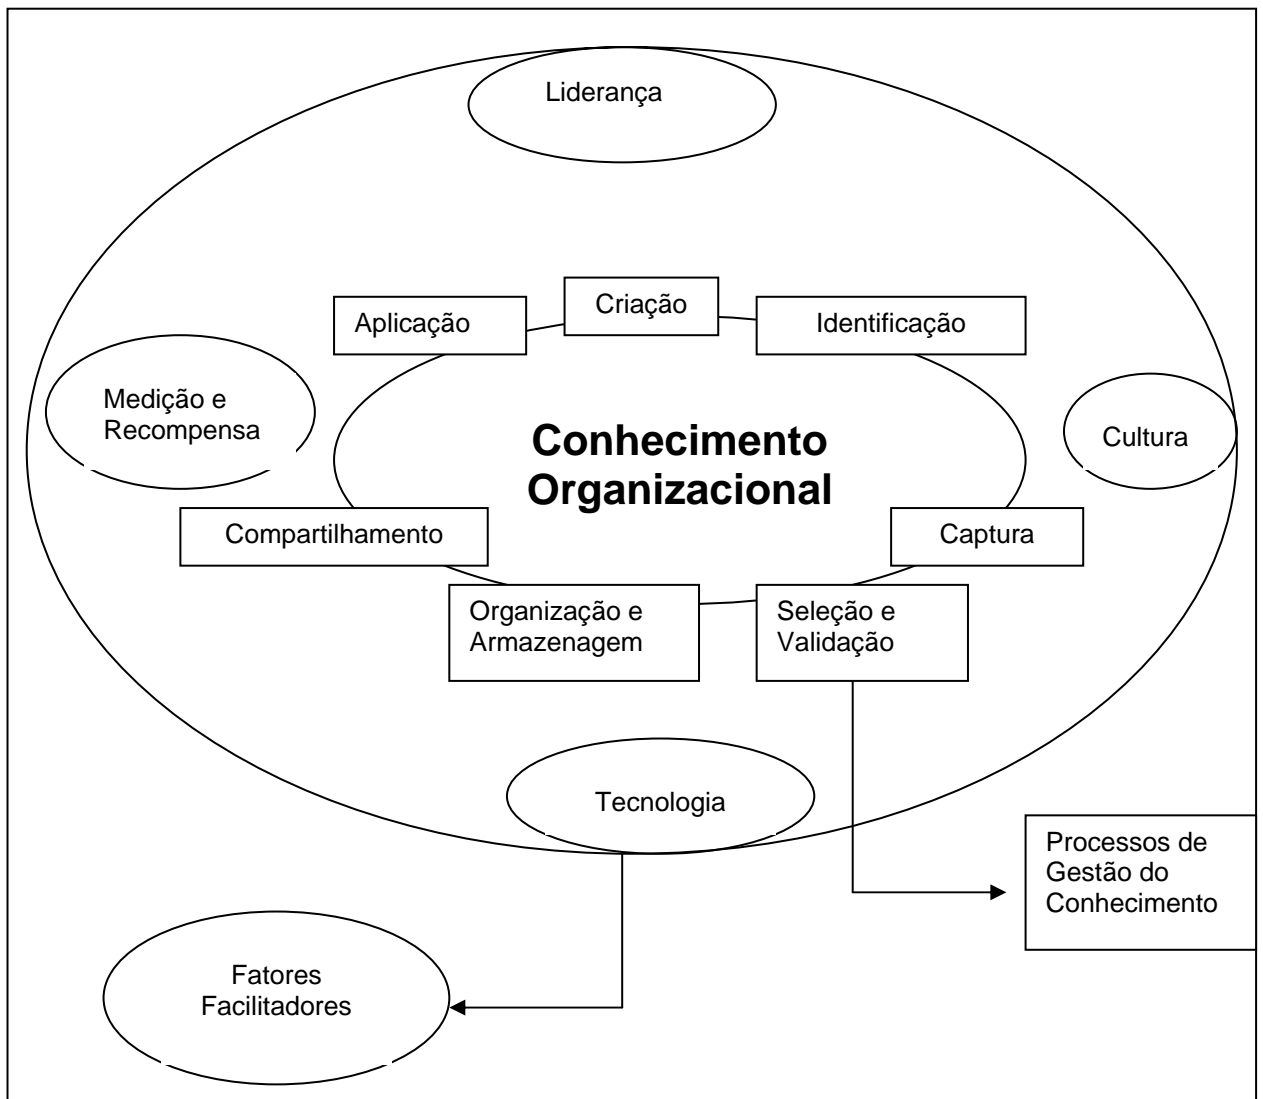 Liderança
Criação
Aplicação
Identificação
Medição e
Recompensa
Conhecimento
Organizacional
Cultura
Compartilhamento
Captura
Organização e
Armazenagem
Seleção e
Validação
Tecnologia
Processos de
Gestão do
Conhecimento
Fatores
Facilitadores